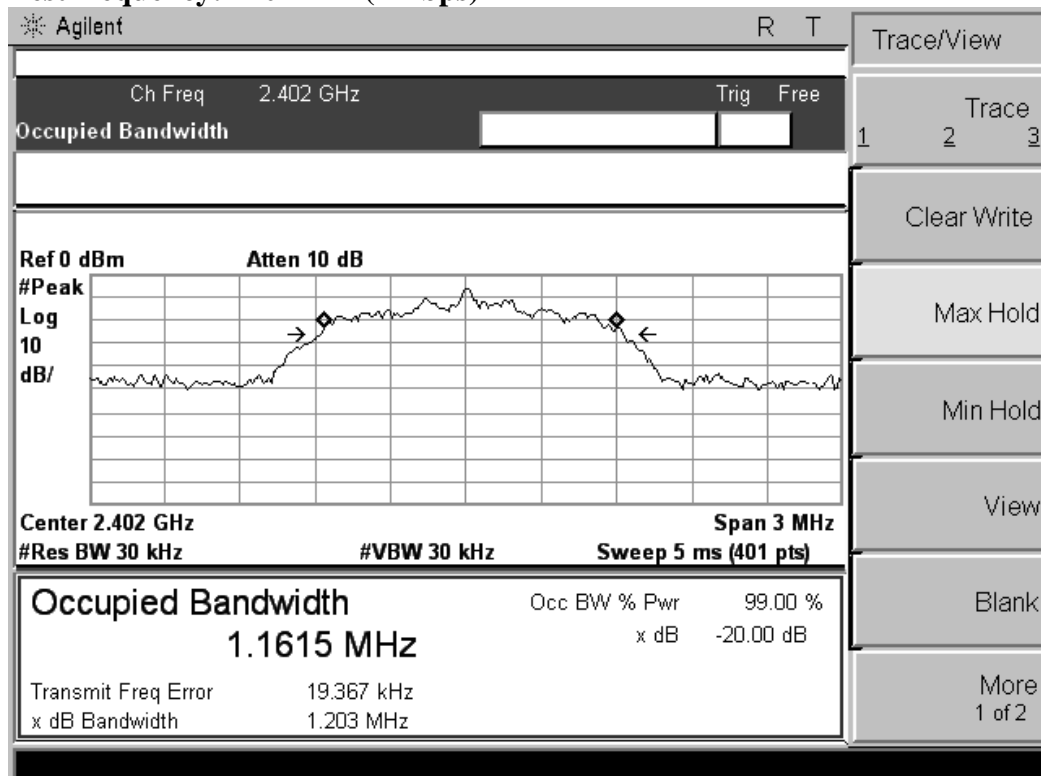 Agilent R T
Trace/View
Ch Freq 2.402 GHz Trig Free
Occupied Bandwidth
Trace
1 2 3
Clear Write
Max Hold
Min Hold
View
Blank
More
1 of 2
Ref 0 dBm Atten 10 dB
#Peak
Log
10
dB/
Center 2.402 GHz Span 3 MHz
#Res BW 30 kHz #VBW 30 kHz Sweep 5 ms (401 pts)
Occupied Bandwidth Occ BW % Pwr 99.00 %
1.1615 MHz x dB -20.00 dB
Transmit Freq Error 19.367 kHz
x dB Bandwidth 1.203 MHz